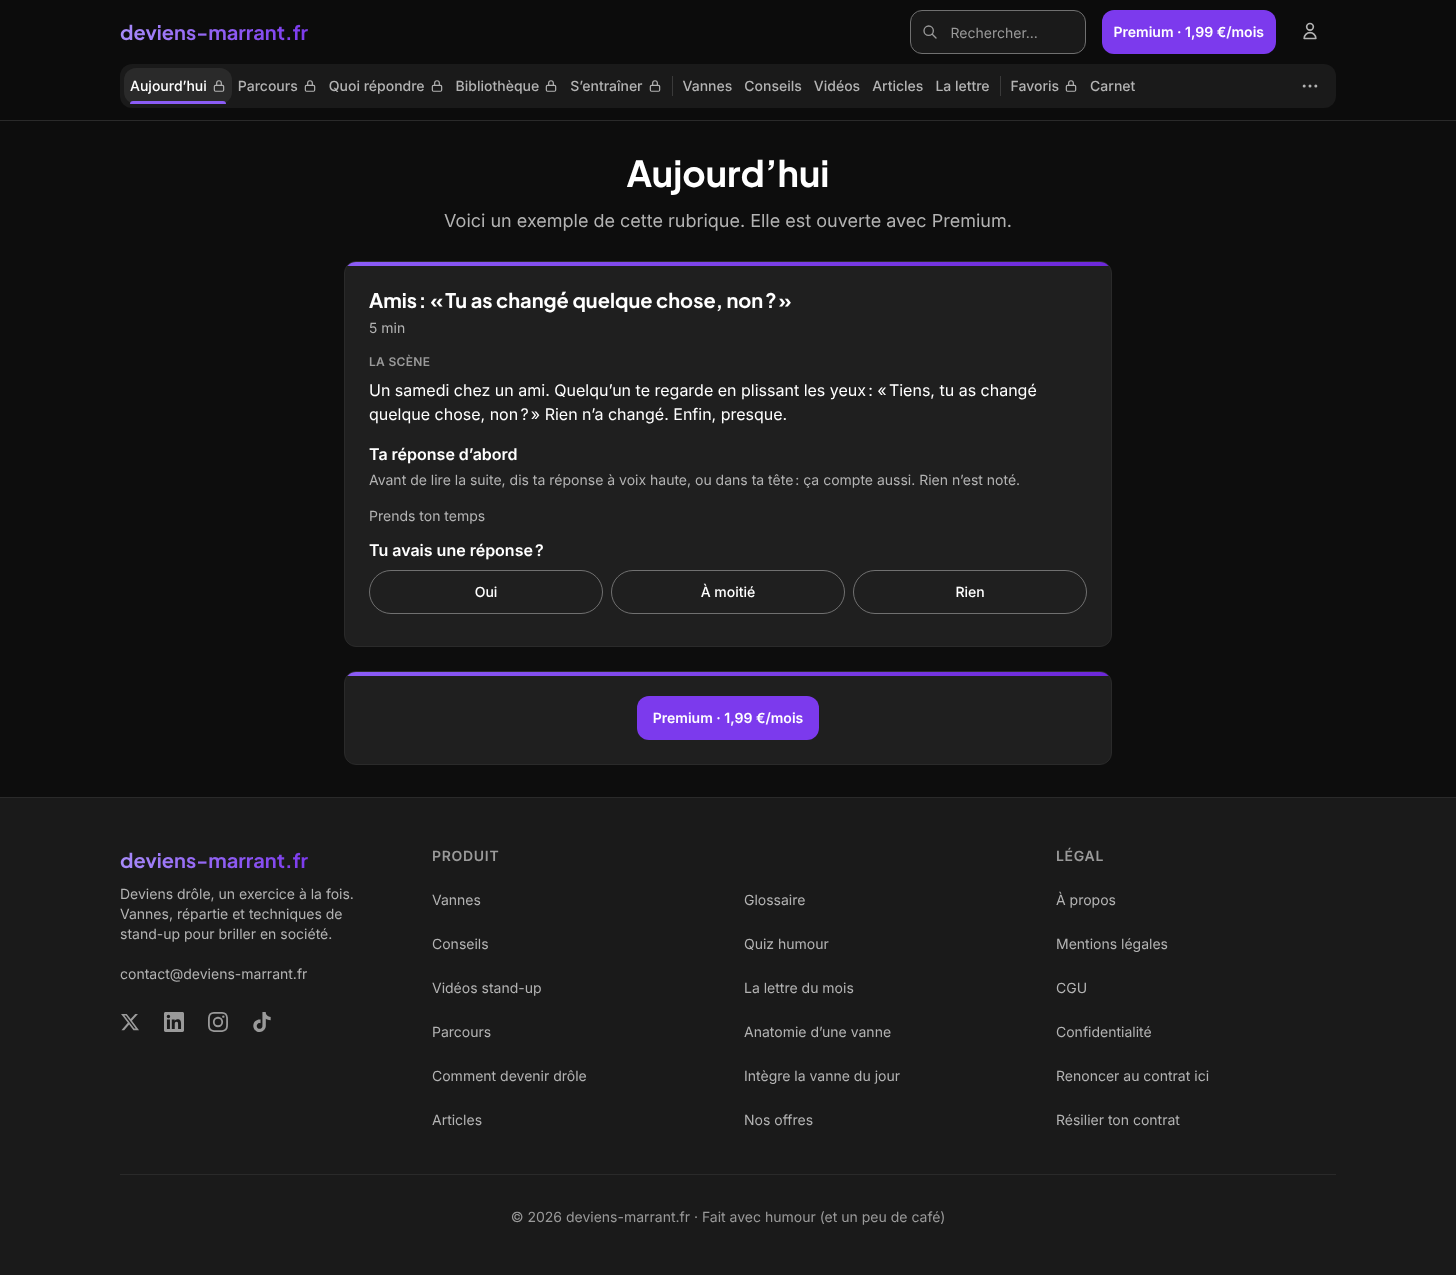 deviens-marrant.fr
Rechercher...
Premium · 1,99 €/mois
Aujourd’hui
Parcours
Quoi répondre
Bibliothèque
S’entraîner
Vannes
Conseils
Vidéos
Articles
La lettre
Favoris
Carnet
Aujourd’hui
Voici un exemple de cette rubrique. Elle est ouverte avec Premium.
Amis : « Tu as changé quelque chose, non ? »
5 min
LA SCÈNE
Un samedi chez un ami. Quelqu’un te regarde en plissant les yeux : « Tiens, tu as changé
quelque chose, non ? » Rien n’a changé. Enfin, presque.
Ta réponse d’abord
Avant de lire la suite, dis ta réponse à voix haute, ou dans ta tête : ça compte aussi. Rien n’est noté.
Prends ton temps
Tu avais une réponse ?
Oui
À moitié
Rien
Premium · 1,99 €/mois
deviens-marrant.fr
Deviens drôle, un exercice à la fois.
Vannes, répartie et techniques de
stand-up pour briller en société.
contact@deviens-marrant.fr
PRODUIT
Vannes
Conseils
Vidéos stand-up
Parcours
Comment devenir drôle
Articles
Glossaire
Quiz humour
La lettre du mois
Anatomie d’une vanne
Intègre la vanne du jour
Nos offres
LÉGAL
À propos
Mentions légales
CGU
Confidentialité
Renoncer au contrat ici
Résilier ton contrat
© 2026 deviens-marrant.fr · Fait avec humour (et un peu de café)